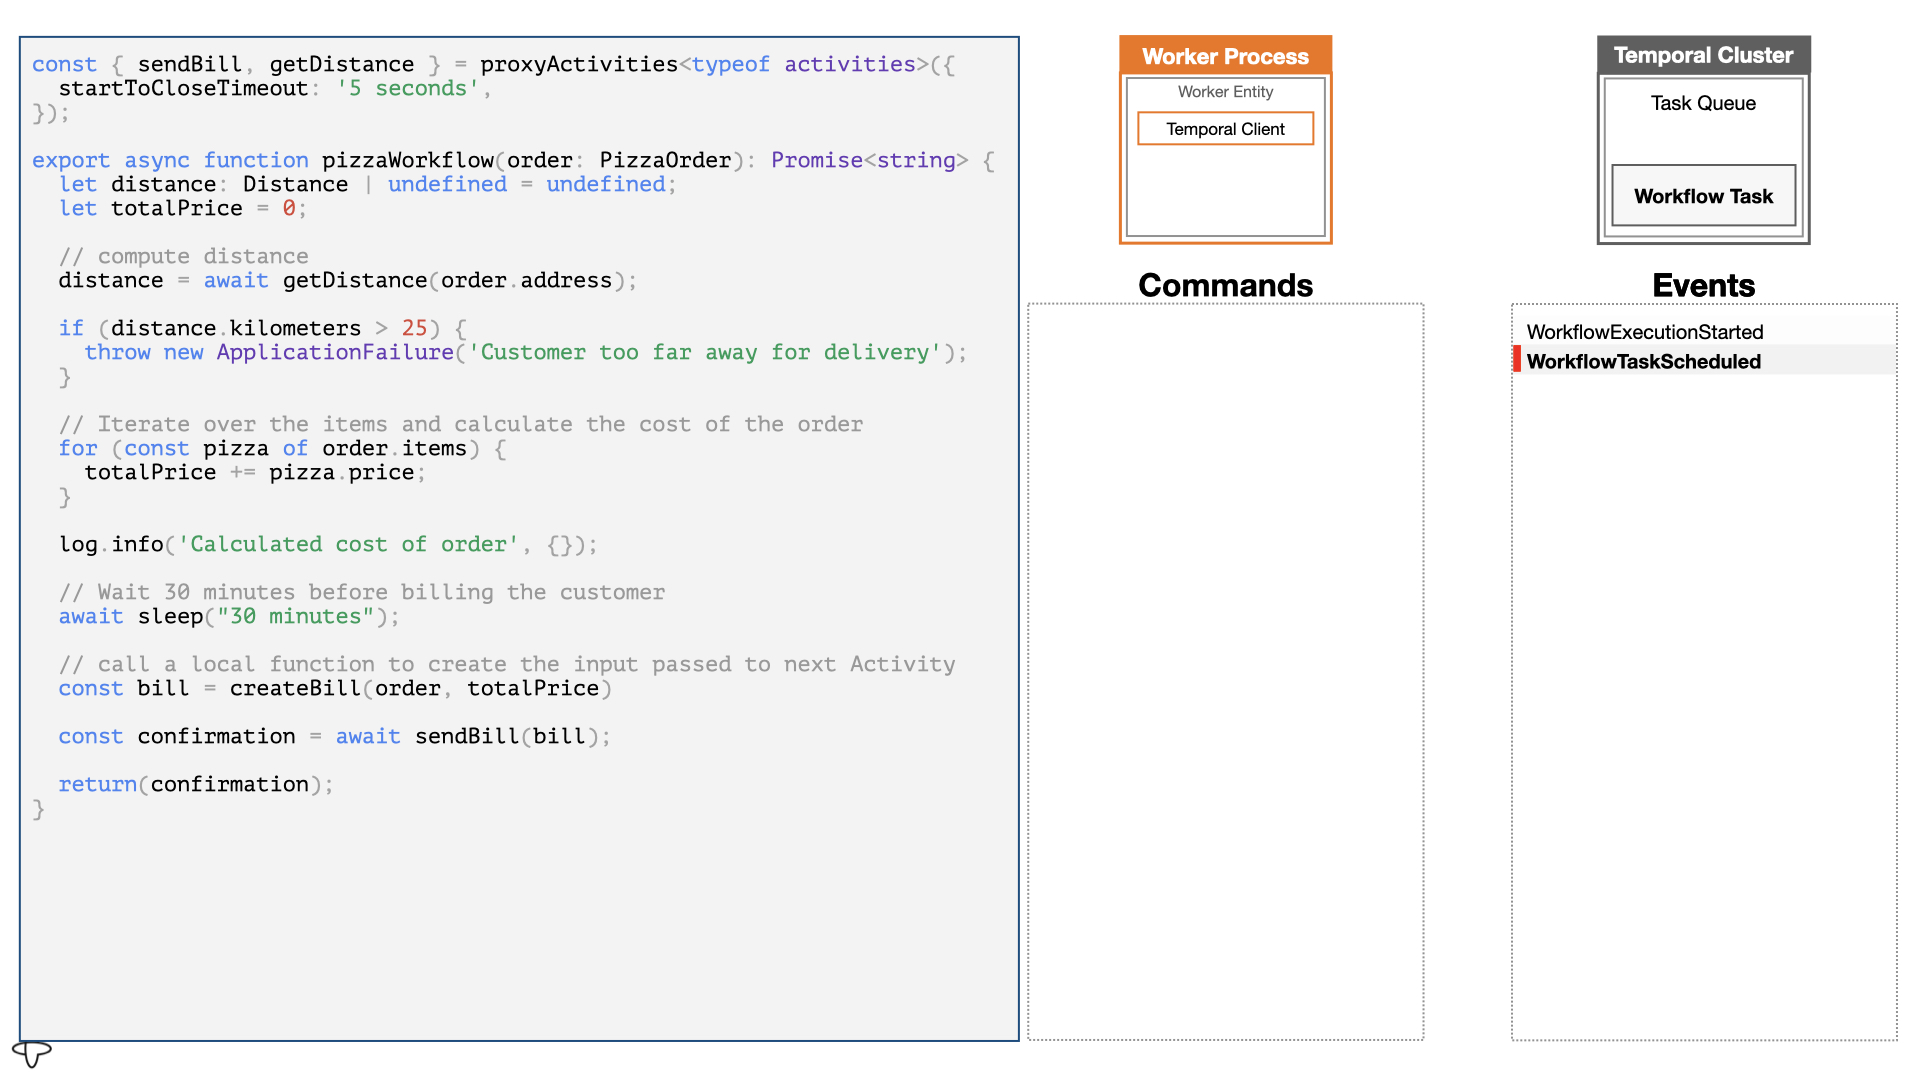 const { sendBill, getDistance } = proxyActivities<typeof activities>({
  startToCloseTimeout: '5 seconds',
});

export async function pizzaWorkflow(order: PizzaOrder): Promise<string> {
  let distance: Distance | undefined = undefined;
  let totalPrice = 0;

  // compute distance
  distance = await getDistance(order.address);

  if (distance.kilometers > 25) {
    throw new ApplicationFailure('Customer too far away for delivery');
  }

  // Iterate over the items and calculate the cost of the order
  for (const pizza of order.items) {
    totalPrice += pizza.price;
  }

  log.info('Calculated cost of order', {});

  // Wait 30 minutes before billing the customer
  await sleep("30 minutes");

  // call a local function to create the input passed to next Activity
  const bill = createBill(order, totalPrice)

  const confirmation = await sendBill(bill);

  return(confirmation);
}
Worker Process
Worker Entity
Temporal Client
Temporal Cluster
Task Queue
Workflow Task
Commands
Events
WorkflowExecutionStarted
WorkflowTaskScheduled